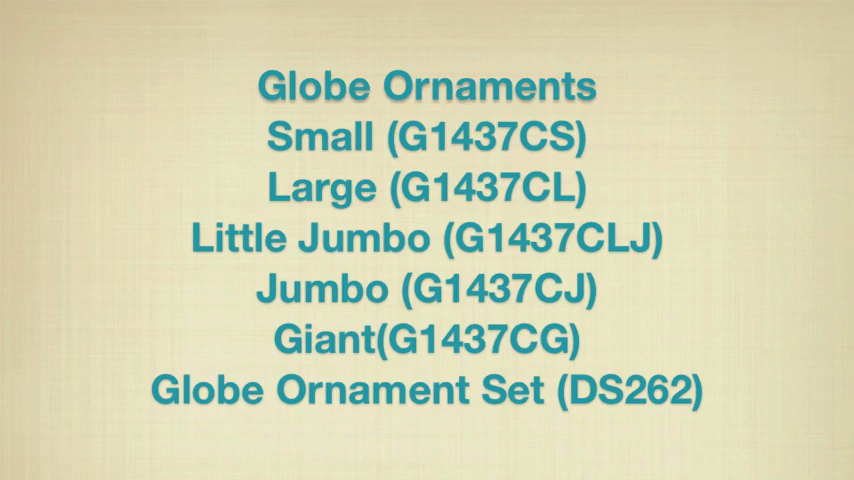 Globe Ornaments
Small (G1437CS)
Large (G1437CL)
Little Jumbo (G1437CLJ)
Jumbo (G1437CJ)
Giant(G1437CG)
Globe Ornament Set (DS262)